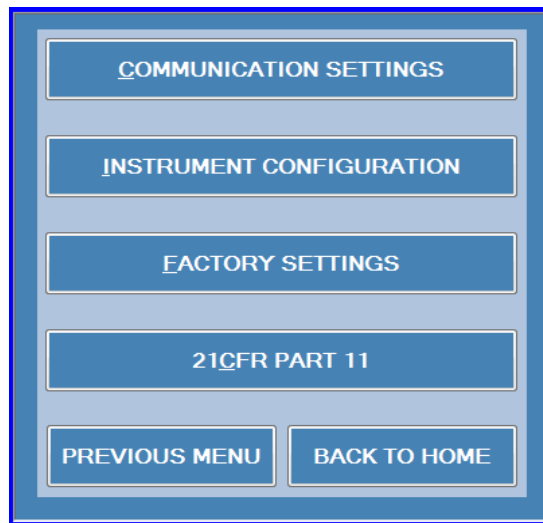 COMMUNICATION SETTINGS
INSTRUMENT CONFIGURATION
FACTORY SETTINGS
21CFR PART 11
PREVIOUS MENU
BACK TO HOME